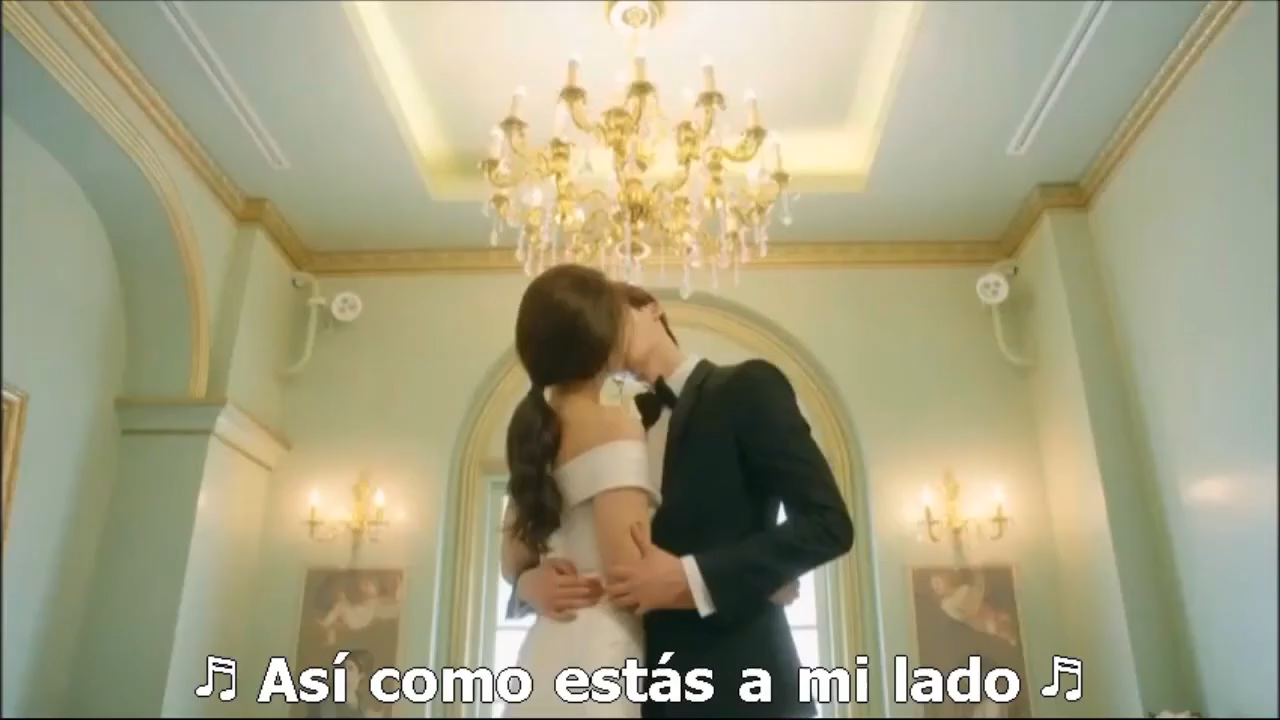 ♫ Así como estás a mi lado ♫